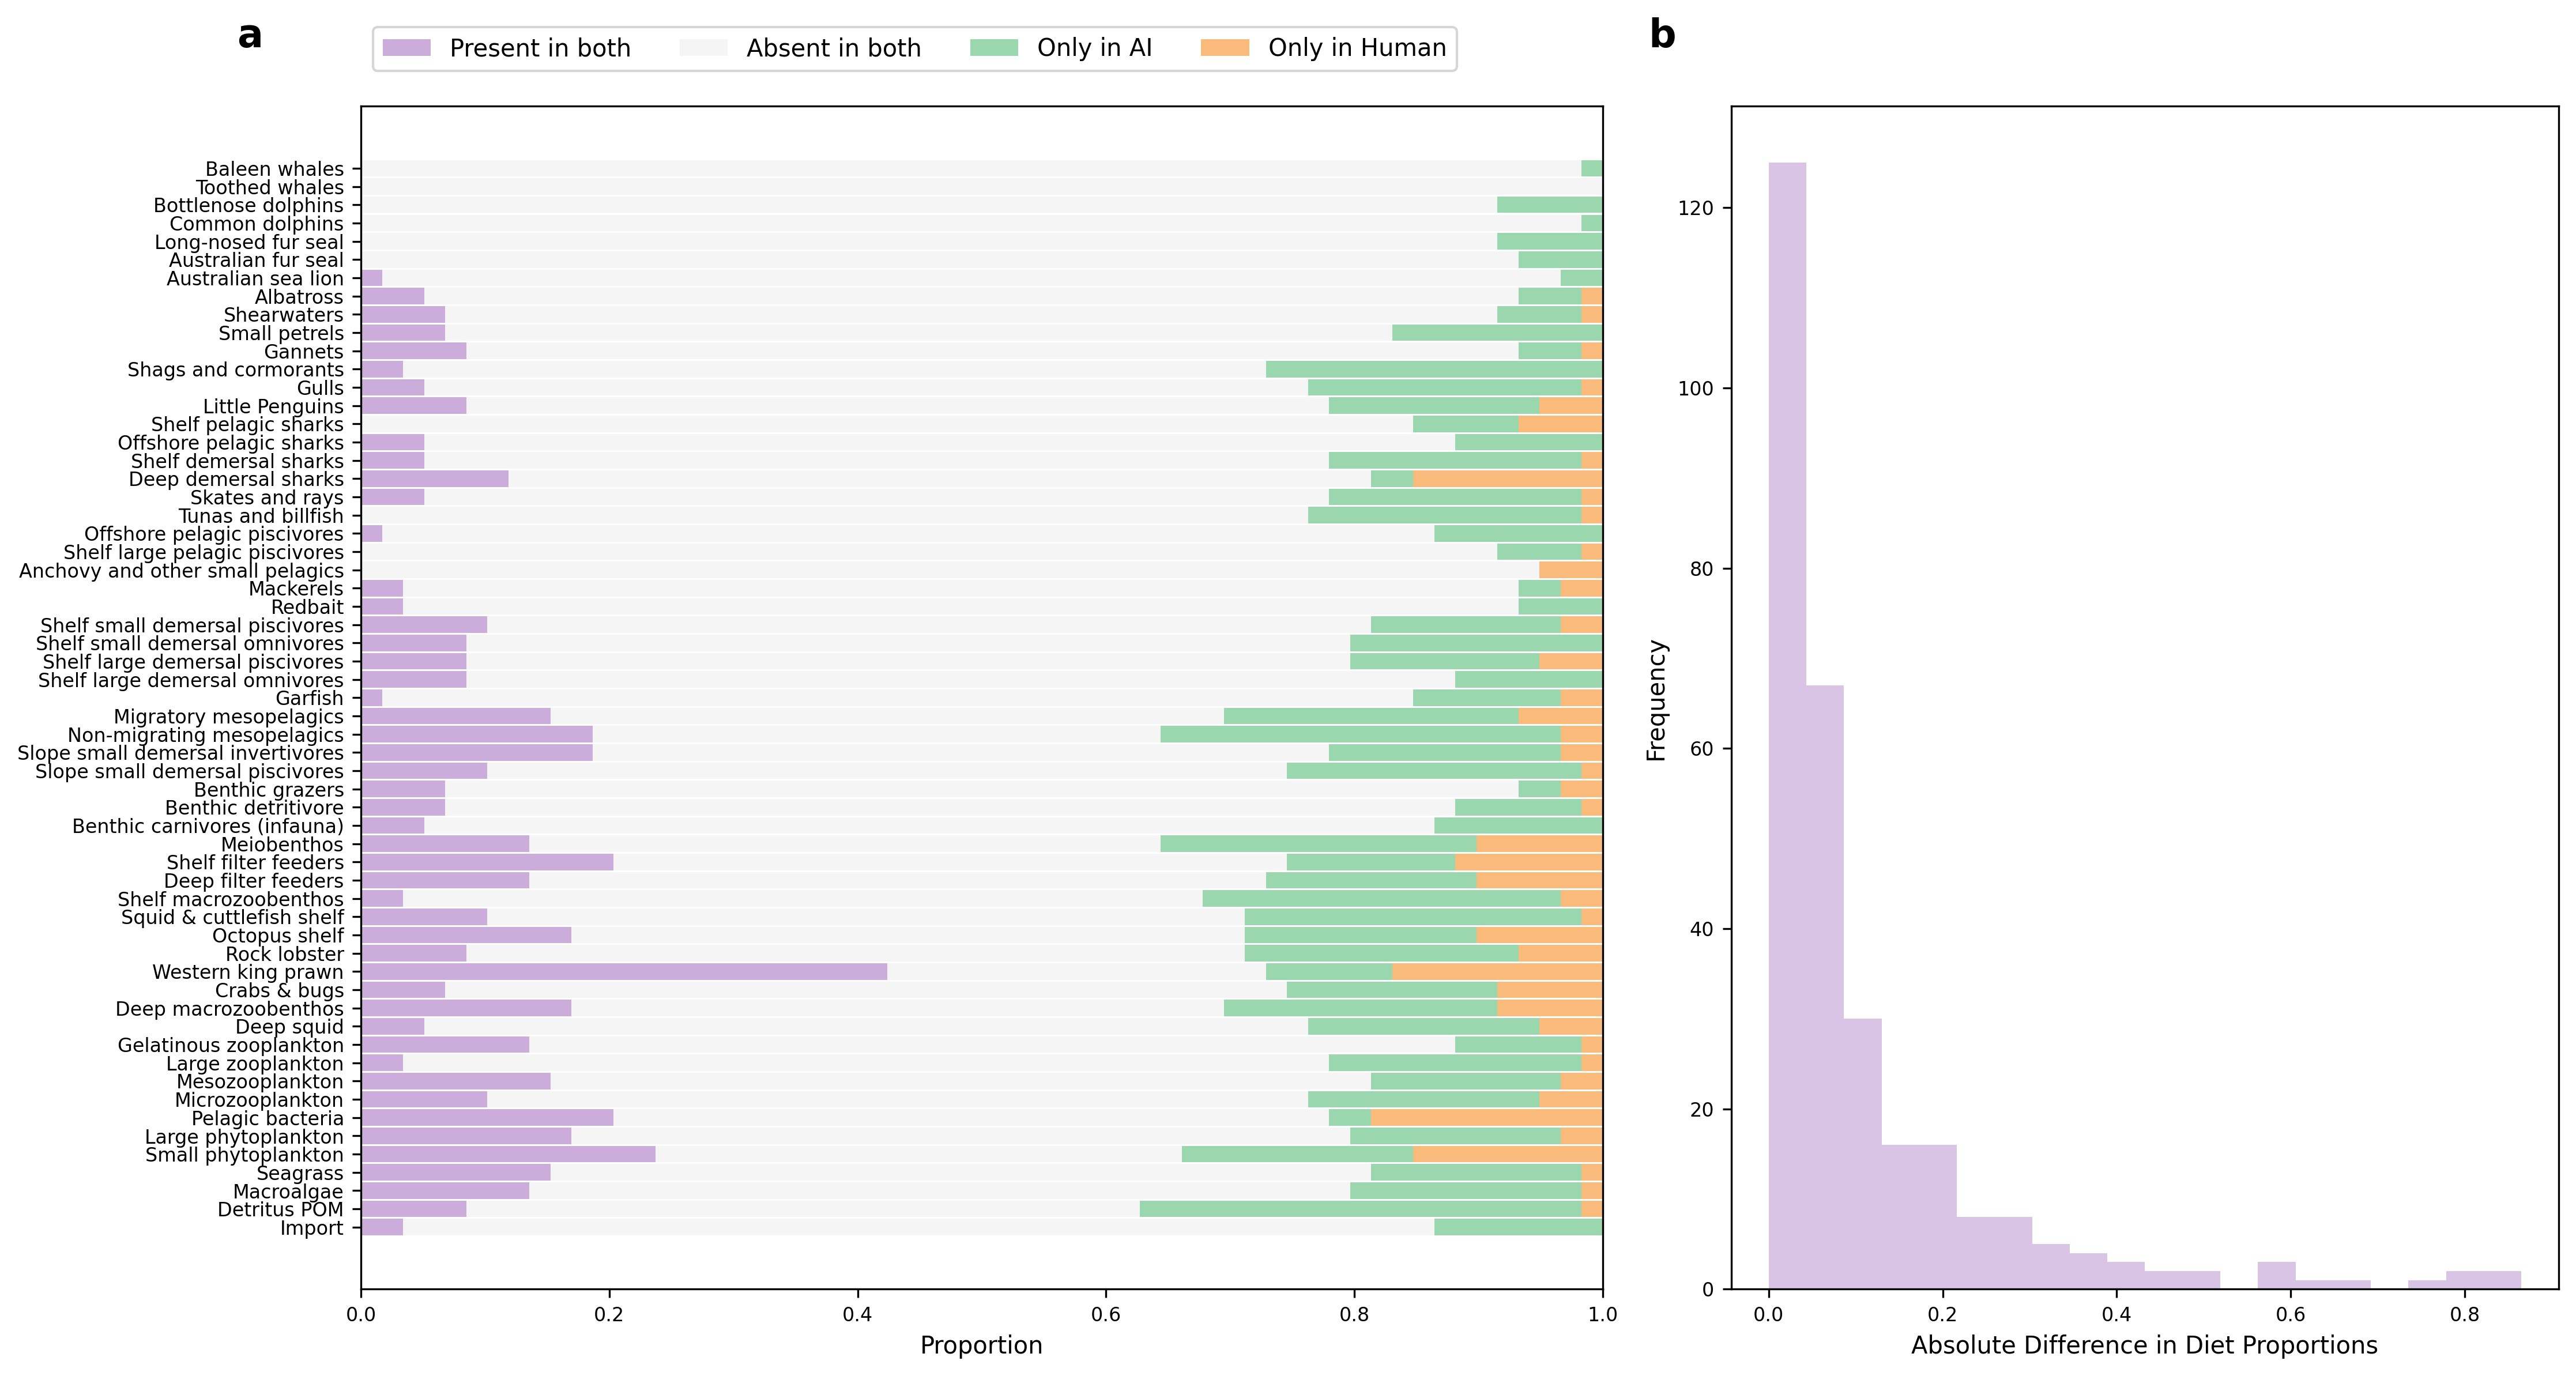 a
Present in both
Absent in both
Only in AI
Only in Human
b
Baleen whales
Toothed whales
Bottlenose dolphins
Common dolphins
Long-nosed fur seal
Australian fur seal
Australian sea lion
Albatross
Shearwaters
Small petrels
Gannets
Shags and cormorants
Gulls
Little Penguins
Shelf pelagic sharks
Offshore pelagic sharks
Shelf demersal sharks
Deep demersal sharks
Skates and rays
Tunas and billfish
Offshore pelagic piscivores
Shelf large pelagic piscivores
Anchovy and other small pelagics
Mackerels
Redbait
Shelf small demersal piscivores
Shelf small demersal omnivores
Shelf large demersal piscivores
Shelf large demersal omnivores
Garfish
Migratory mesopelagics
Non-migrating mesopelagics
Slope small demersal invertivores
Slope small demersal piscivores
Benthic grazers
Benthic detritivore
Benthic carnivores (infauna)
Meiobenthos
Shelf filter feeders
Deep filter feeders
Shelf macrozoobenthos
Squid & cuttlefish shelf
Octopus shelf
Rock lobster
Western king prawn
Crabs & bugs
Deep macrozoobenthos
Deep squid
Gelatinous zooplankton
Large zooplankton
Mesozooplankton
Microzooplankton
Pelagic bacteria
Large phytoplankton
Small phytoplankton
Seagrass
Macroalgae
Detritus POM
Import
0.0 0.2 0.4 0.6 0.8 1.0
Proportion
Frequency
120
100
80
60
40
20
0
0.0 0.2 0.4 0.6 0.8
Absolute Difference in Diet Proportions